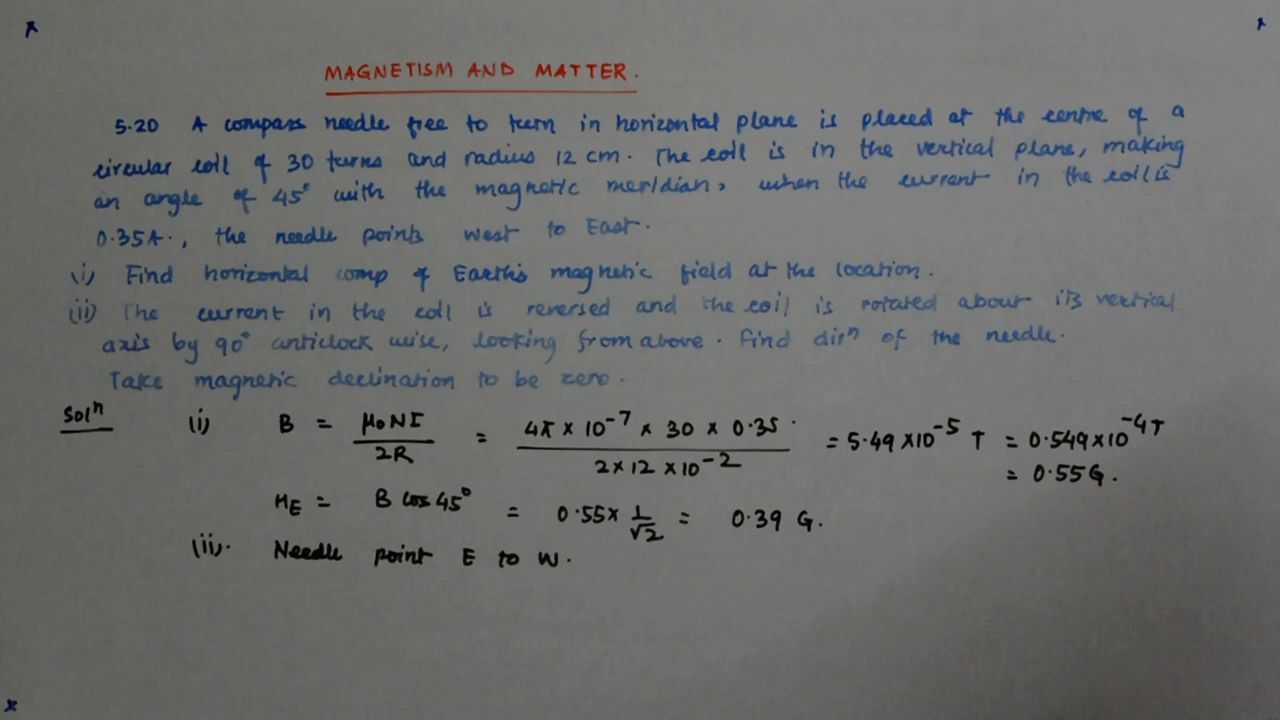 MAGNETISM AND MATTER.
5.20 A compass needle free to turn in horizontal plane is placed at the centre of a
circular coil of 30 turns and radius 12 cm. The coil is in the vertical plane, making
an angle of 45° with the magnetic meridian, when the current in the coil is
0.35A., the needle points west to East.
(i) Find horizontal comp of Earth's magnetic field at the location.
(ii) The current in the coil is reversed and the coil is rotated about its vertical
axis by 90° anticlock wise, looking from above. Find dirⁿ of the needle.
Take magnetic declination to be zero.
Solⁿ (i) B = μ₀NI / 2R = 4π × 10⁻⁷ × 30 × 0.35 / 2 × 12 × 10⁻² = 5.49 × 10⁻⁵ T = 0.549 × 10⁻⁴ T
= 0.55 G.
H_E = B cos 45° = 0.55 × 1/√2 = 0.39 G.
(ii). Needle point E to W.